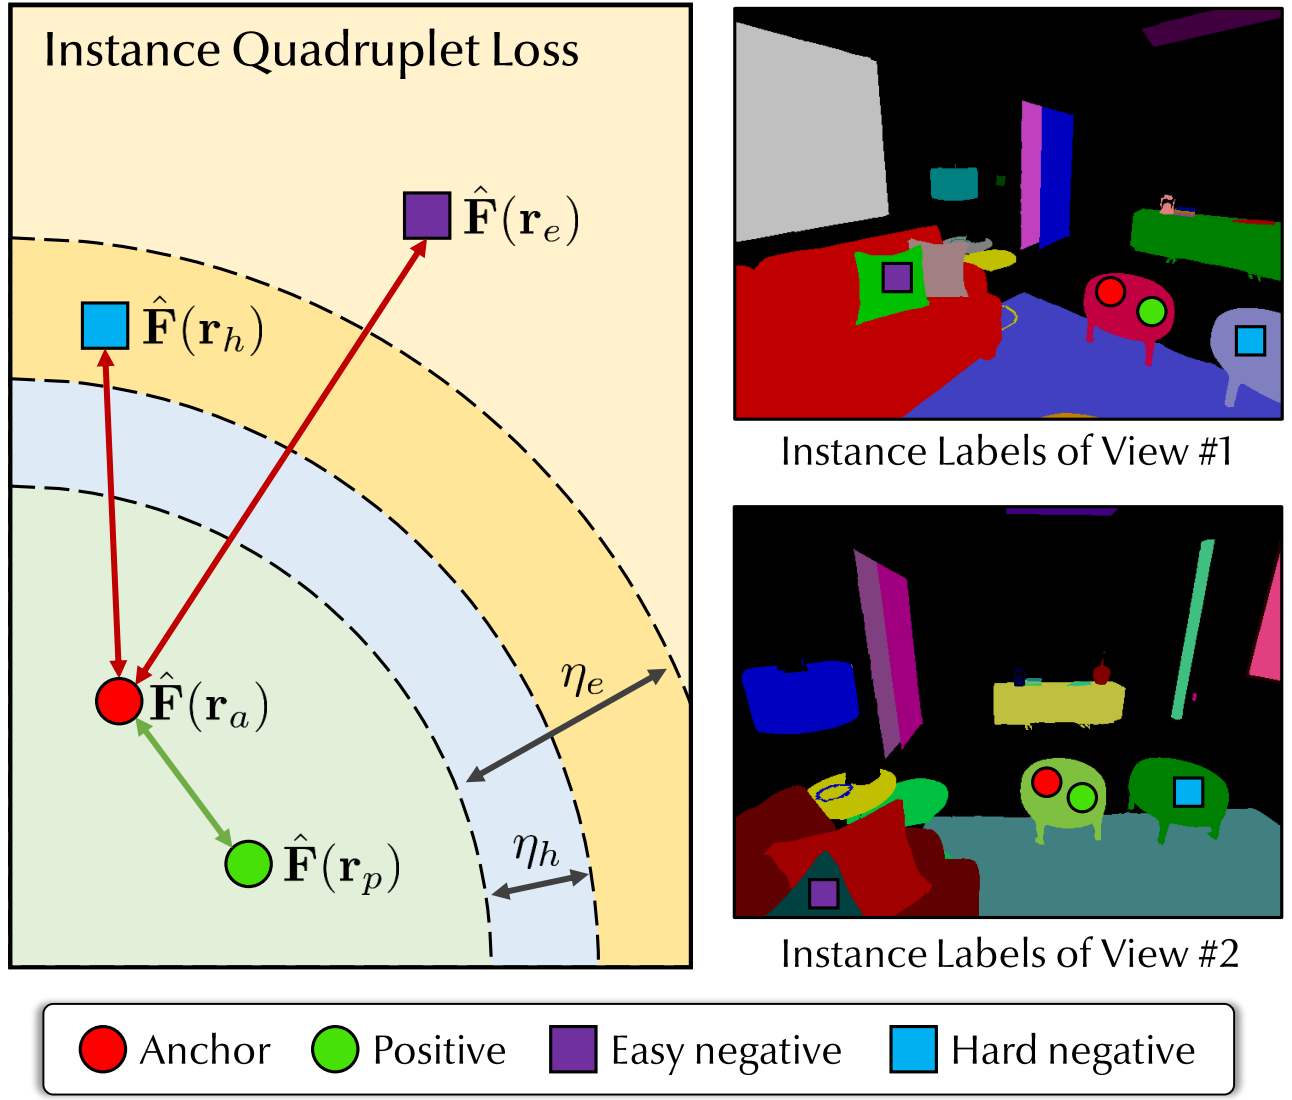 Instance Quadruplet Loss
F̂(r_e)
F̂(r_h)
η_e
F̂(r_a)
η_h
F̂(r_p)
Instance Labels of View #1
Instance Labels of View #2
Anchor Positive Easy negative Hard negative